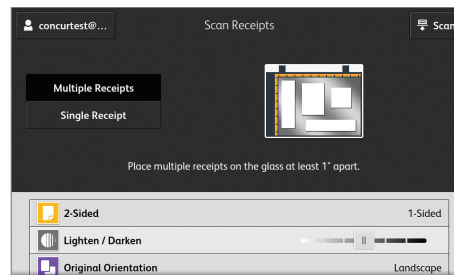 concurtest@...
Scan Receipts
Scan
Multiple Receipts
Single Receipt
Place multiple receipts on the glass at least 1" apart.
2-Sided 1-Sided
Lighten / Darken
Original Orientation Landscape